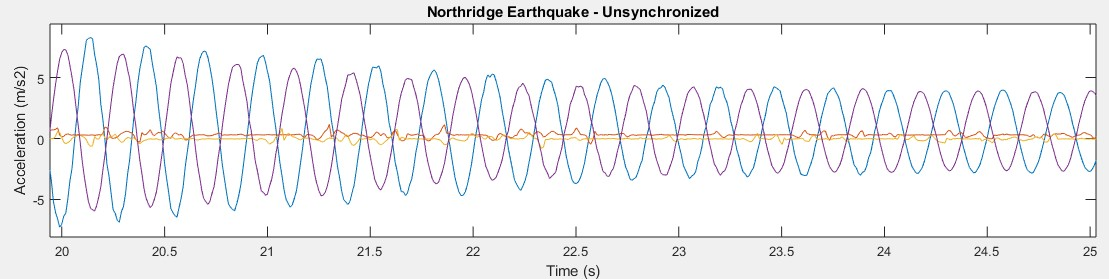 Northridge Earthquake - Unsynchronized
Acceleration (m/s2)
5
0
-5
20 20.5 21 21.5 22 22.5 23 23.5 24 24.5 25
Time (s)